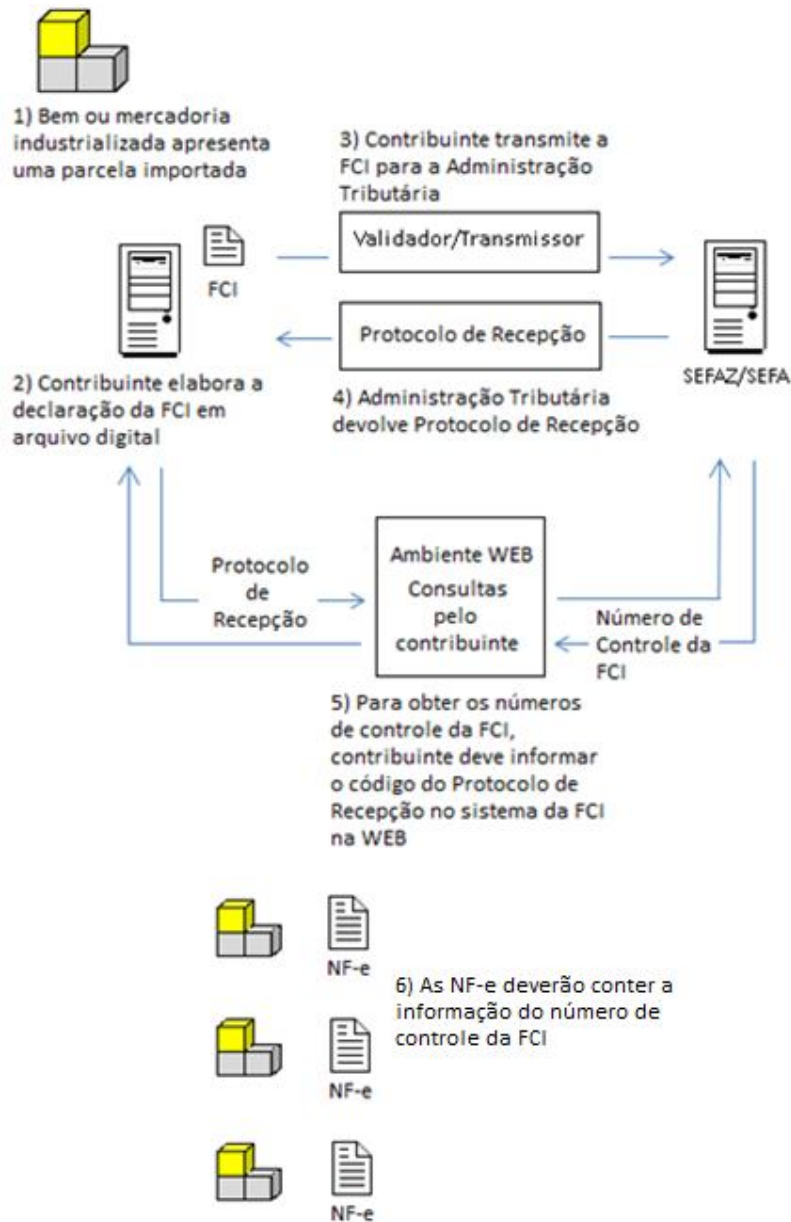 1) Bem ou mercadoria
industrializada apresenta
uma parcela importada
3) Contribuinte transmite a
FCI para a Administração
Tributária
Validador/Transmissor
FCI
Protocolo de Recepção
SEFAZ/SEFA
2) Contribuinte elabora a
declaração da FCI em
arquivo digital
4) Administração Tributária
devolve Protocolo de Recepção
Protocolo
de
Recepção
Ambiente WEB
Consultas
pelo
contribuinte
Número de
Controle da
FCI
5) Para obter os números
de controle da FCI,
contribuinte deve informar
o código do Protocolo de
Recepção no sistema da FCI
na WEB
NF-e
6) As NF-e deverão conter a
informação do número de
controle da FCI
NF-e
NF-e